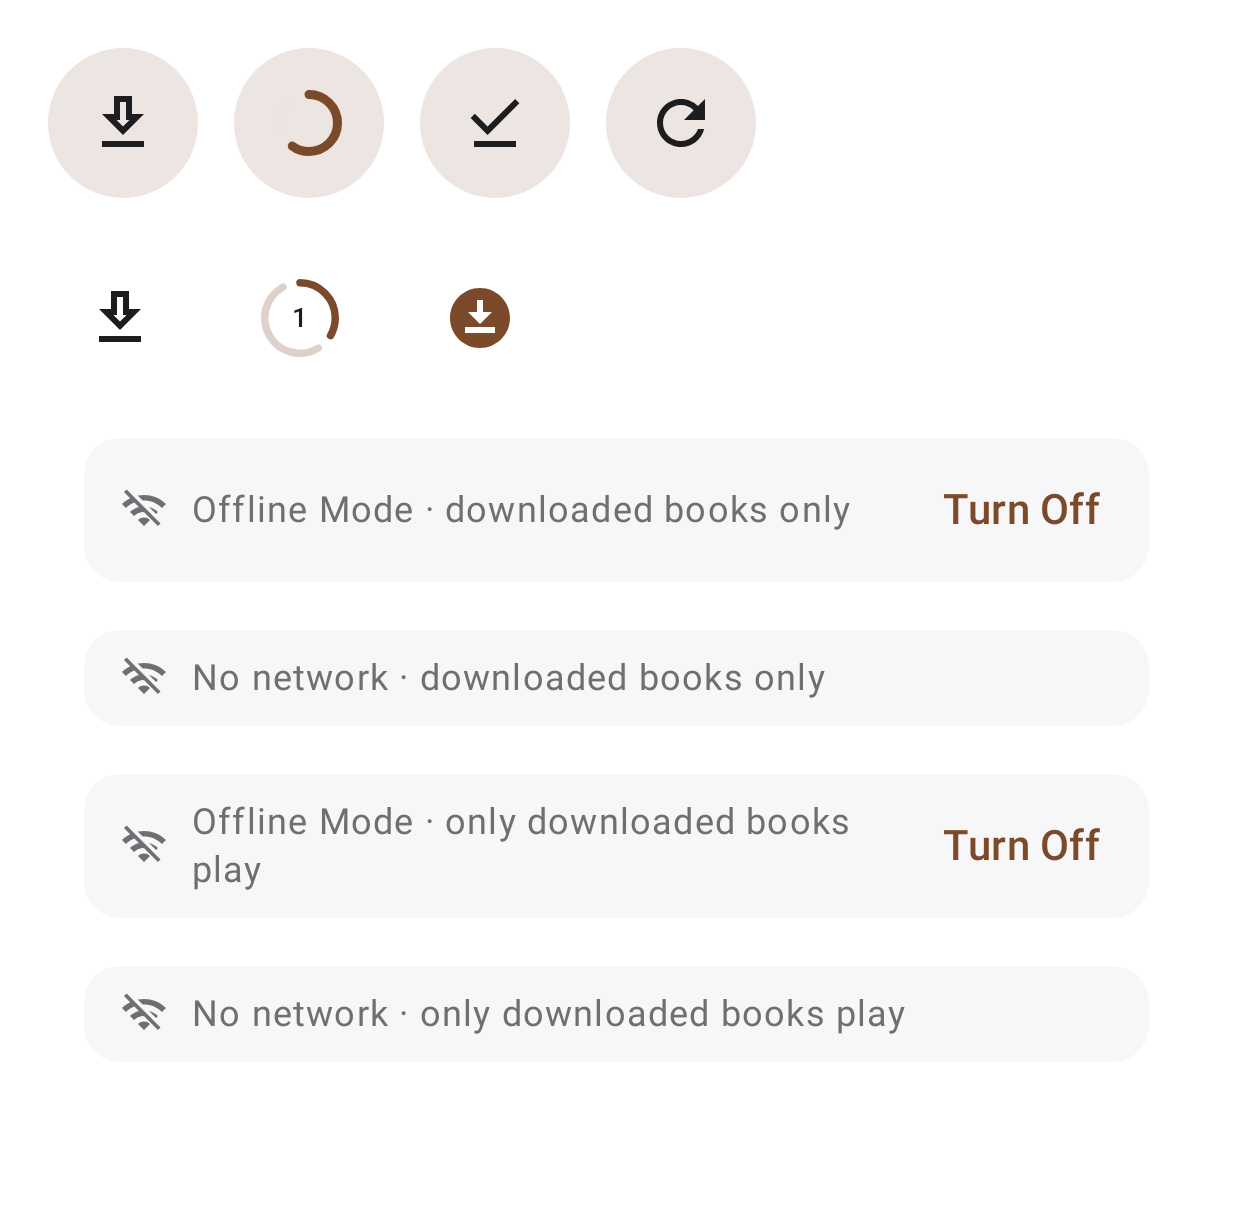 1
Offline Mode · downloaded books only
Turn Off
No network · downloaded books only
Offline Mode · only downloaded books
play
Turn Off
No network · only downloaded books play